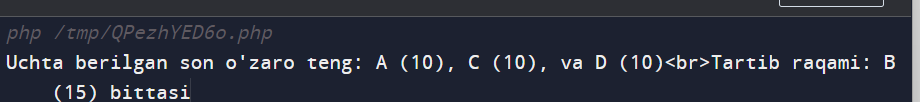 php /tmp/QPezhYED6o.php
Uchta berilgan son o'zaro teng: A (10), C (10), va D (10)<br>Tartib raqami: B
(15) bittasi